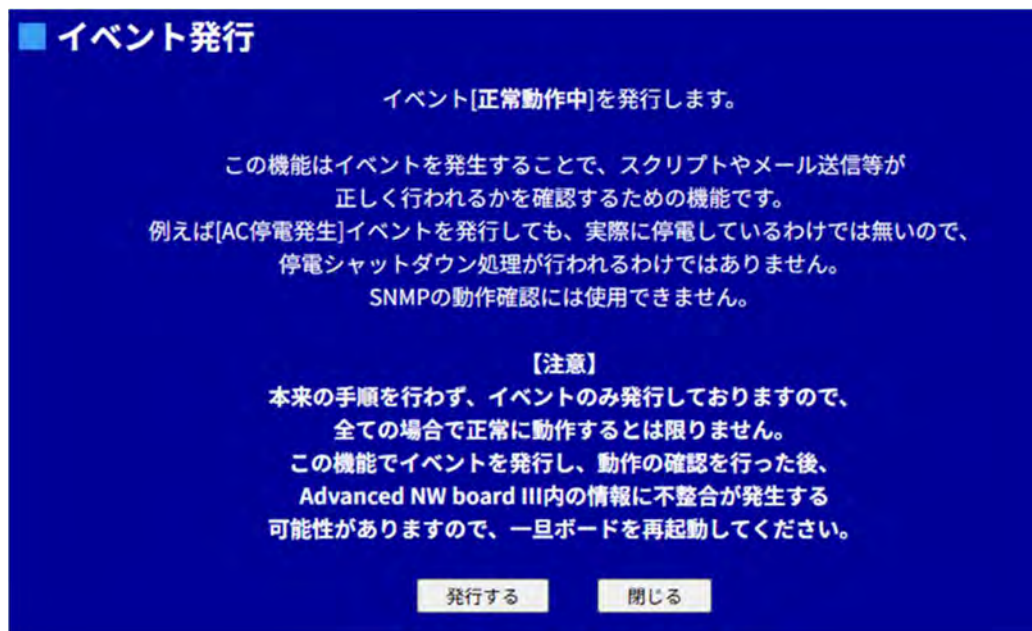 イベント発行
イベント[正常動作中]を発行します。
この機能はイベントを発生することで、スクリプトやメール送信等が
正しく行われるかを確認するための機能です。
例えば[AC停電発生]イベントを発行しても、実際に停電しているわけでは無いので、
停電シャットダウン処理が行われるわけではありません。
SNMPの動作確認には使用できません。
【注意】
本来の手順を行わず、イベントのみ発行しておりますので、
全ての場合で正常に動作するとは限りません。
この機能でイベントを発行し、動作の確認を行った後、
Advanced NW board III内の情報に不整合が発生する
可能性がありますので、一旦ボードを再起動してください。
発行する
閉じる